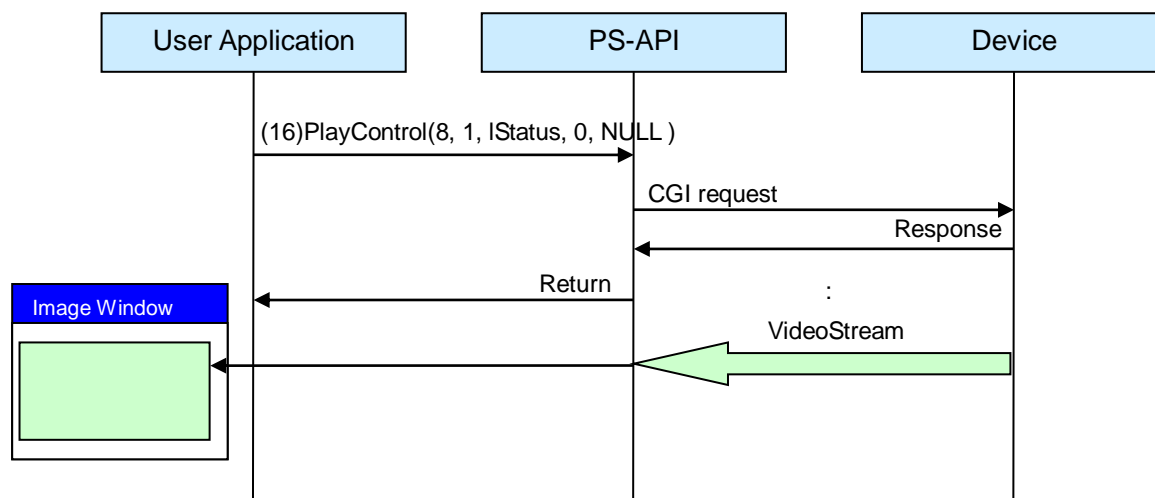 User Application
PS-API
Device
(16)PlayControl(8, 1, lStatus, 0, NULL )
CGI request
Response
Return
:
Image Window
VideoStream